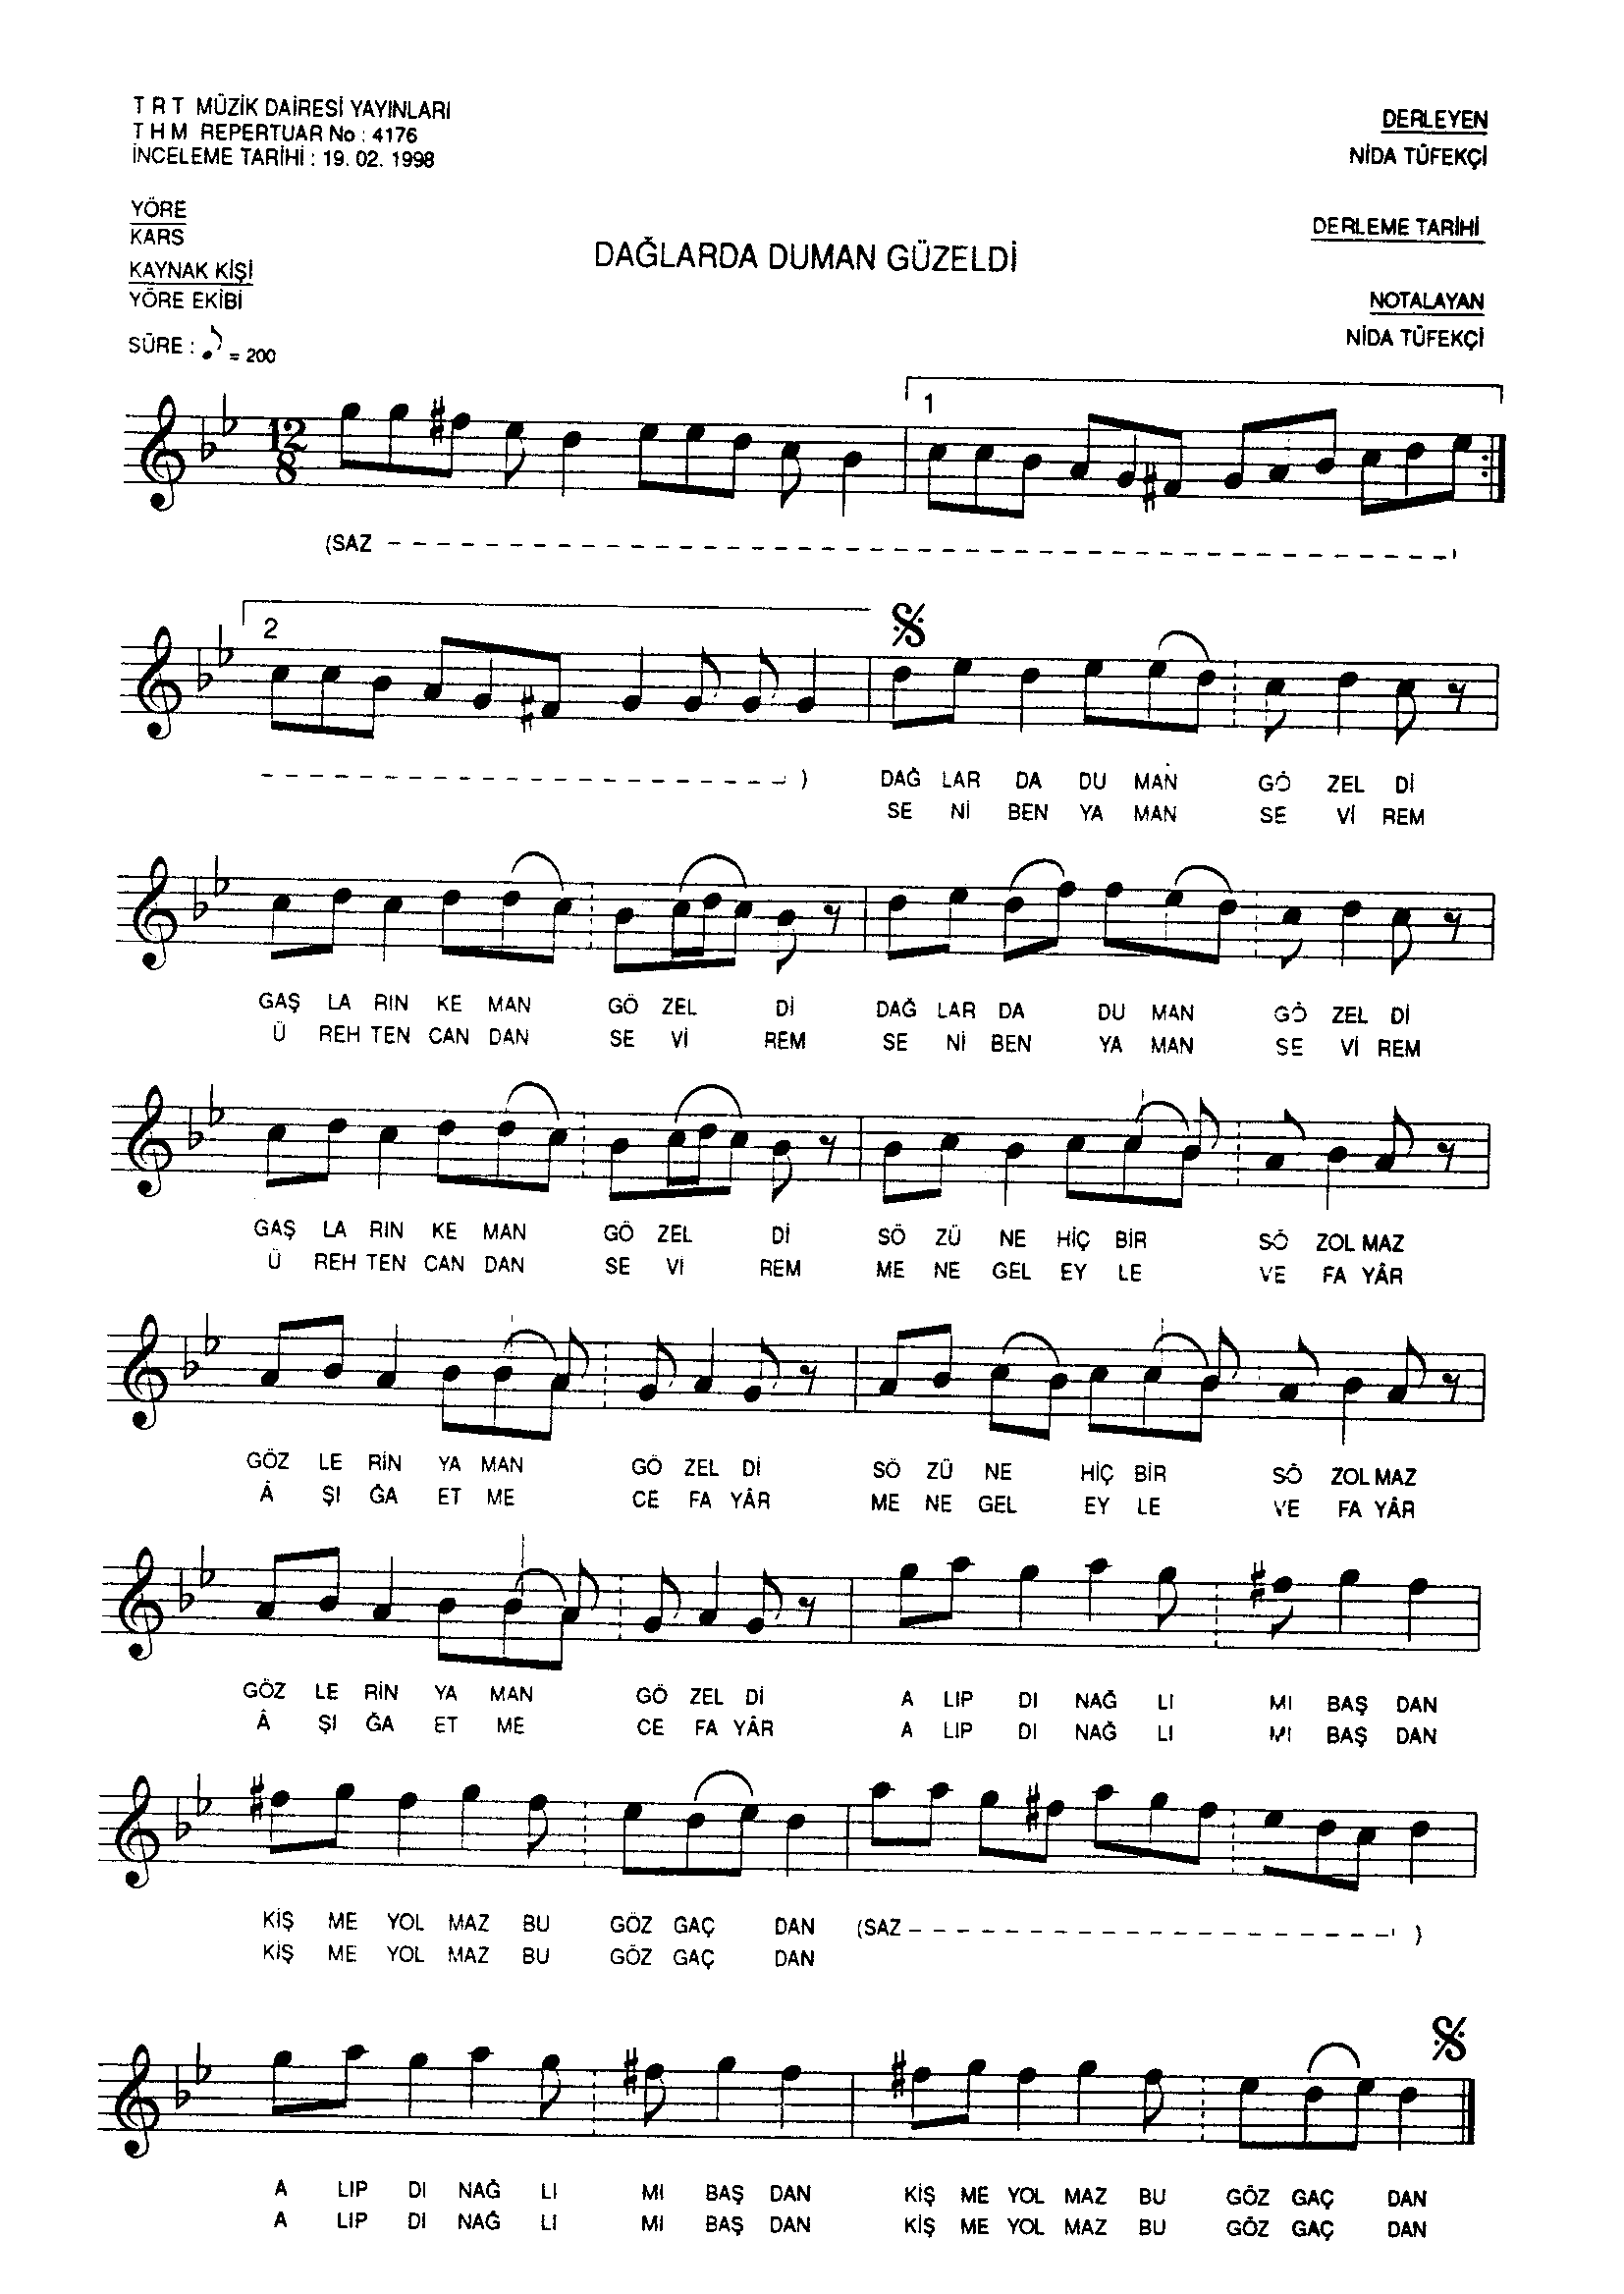 T R T MÜZİK DAİRESİ YAYINLARI
T H M REPERTUAR No : 4176
İNCELEME TARİHİ : 19. 02. 1998
DERLEYEN
NİDA TÜFEKÇİ
YÖRE
KARS
DERLEME TARİHİ
DAĞLARDA DUMAN GÜZELDİ
KAYNAK KİŞİ
YÖRE EKİBİ
NOTALAYAN
NİDA TÜFEKÇİ
SÜRE : = 200
1
12
8
(SAZ
2
)
DAĞ LAR DA DU MAN GÖ ZEL Dİ
SE Nİ BEN YA MAN SE Vİ REM
GAŞ LA RIN KE MAN GÖ ZEL Dİ DAĞ LAR DA DU MAN GÖ ZEL Dİ
Ü REH TEN CAN DAN SE Vİ REM SE Nİ BEN YA MAN SE Vİ REM
GAŞ LA RIN KE MAN GÖ ZEL Dİ SÖ ZÜ NE HİÇ BİR SÖ ZOL MAZ
Ü REH TEN CAN DAN SE Vİ REM ME NE GEL EY LE VE FA YÂR
GÖZ LE RİN YA MAN GÖ ZEL Dİ SÖ ZÜ NE HİÇ BİR SÖ ZOL MAZ
Â ŞI ĞA ET ME CE FA YÂR ME NE GEL EY LE VE FA YÂR
GÖZ LE RİN YA MAN GÖ ZEL Dİ A LIP DI NAĞ LI MI BAŞ DAN
Â ŞI ĞA ET ME CE FA YÂR A LIP DI NAĞ LI MI BAŞ DAN
KİŞ ME YOL MAZ BU GÖZ GAÇ DAN (SAZ )
KİŞ ME YOL MAZ BU GÖZ GAÇ DAN
A LIP DI NAĞ LI MI BAŞ DAN KİŞ ME YOL MAZ BU GÖZ GAÇ DAN
A LIP DI NAĞ LI MI BAŞ DAN KİŞ ME YOL MAZ BU GÖZ GAÇ DAN